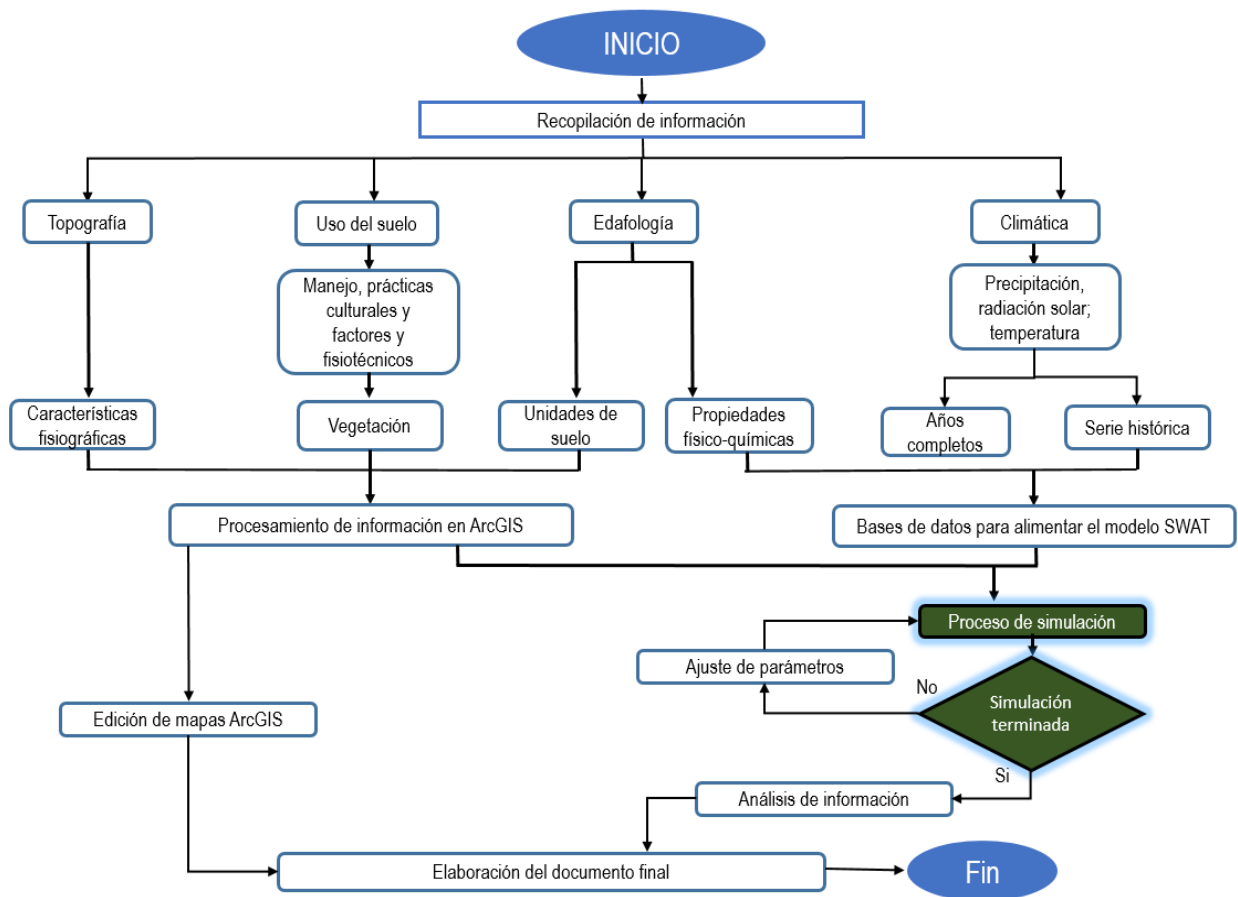 INICIO
Recopilación de información
Topografía
Uso del suelo
Edafología
Climática
Manejo, prácticas
culturales y
factores y
fisiotécnicos
Precipitación,
radiación solar;
temperatura
Características
fisiográficas
Vegetación
Unidades de
suelo
Propiedades
físico-químicas
Años
completos
Serie histórica
Procesamiento de información en ArcGIS
Bases de datos para alimentar el modelo SWAT
Proceso de simulación
Ajuste de parámetros
No
Simulación
terminada
Edición de mapas ArcGIS
Si
Análisis de información
Elaboración del documento final
Fin